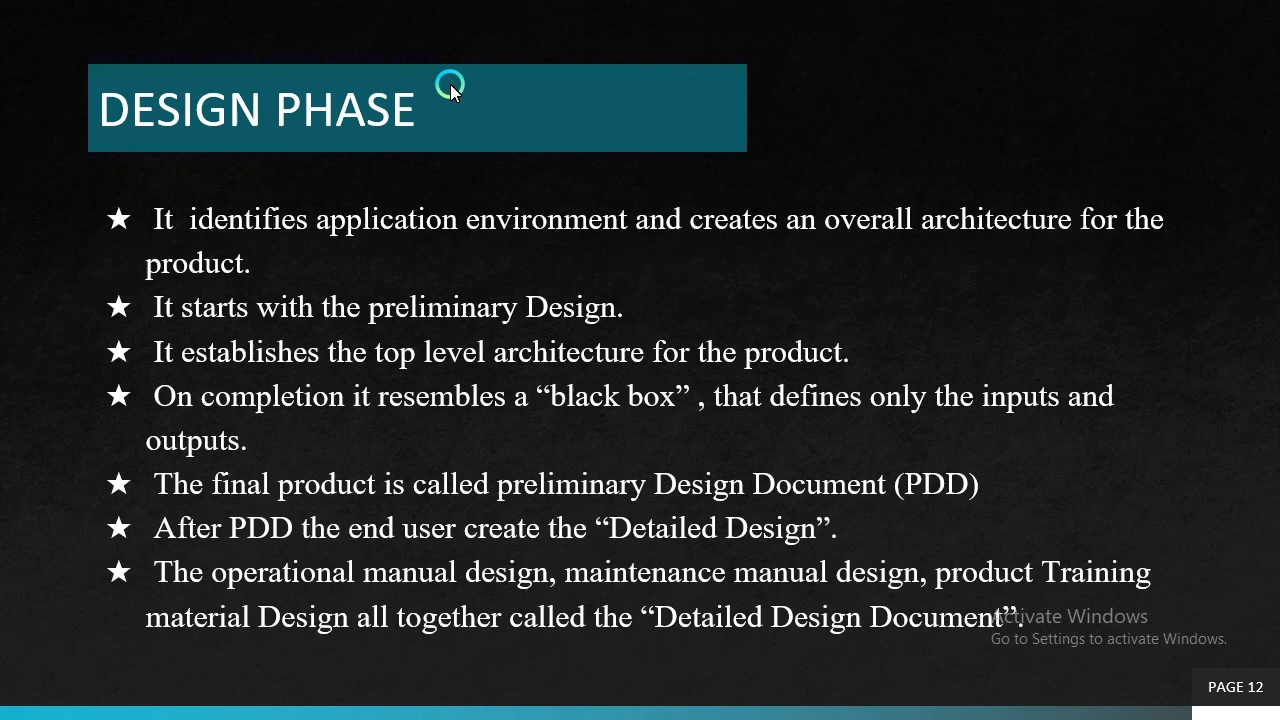 DESIGN PHASE
★ It identifies application environment and creates an overall architecture for the
product.
★ It starts with the preliminary Design.
★ It establishes the top level architecture for the product.
★ On completion it resembles a “black box” , that defines only the inputs and
outputs.
★ The final product is called preliminary Design Document (PDD)
★ After PDD the end user create the “Detailed Design”.
★ The operational manual design, maintenance manual design, product Training
material Design all together called the “Detailed Design Document”.
Activate Windows
Go to Settings to activate Windows.
PAGE 12